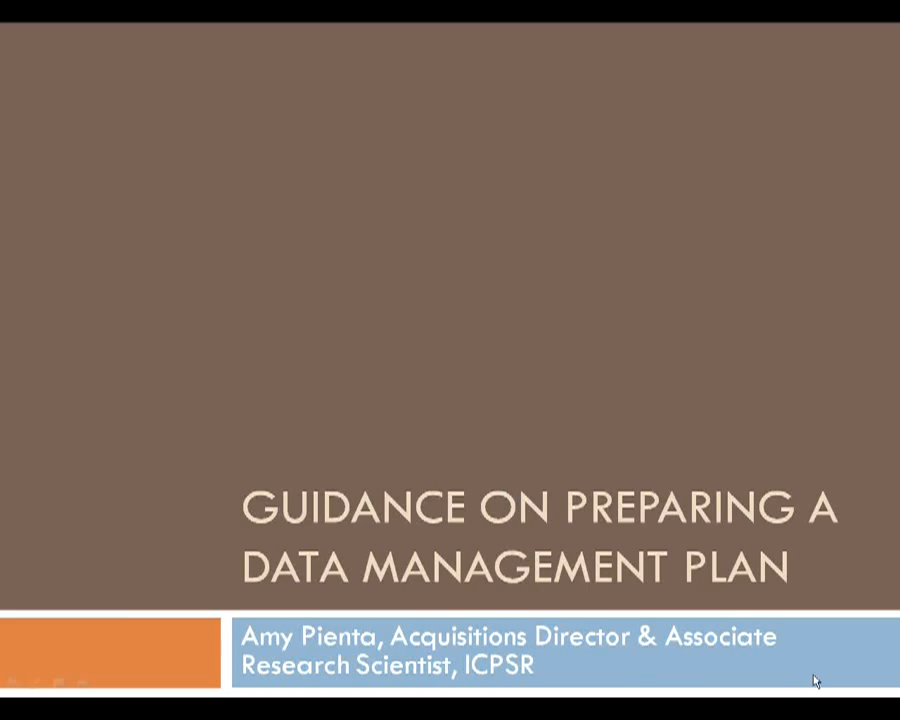 GUIDANCE ON PREPARING A
DATA MANAGEMENT PLAN
Amy Pienta, Acquisitions Director & Associate
Research Scientist, ICPSR